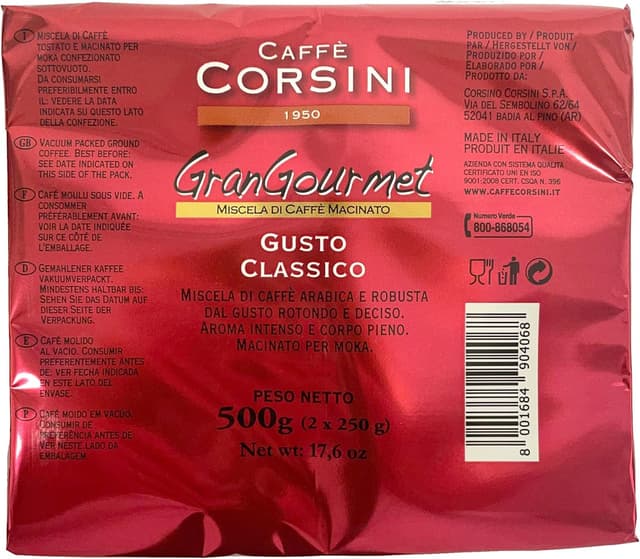 I MISCELA DI CAFFÈ
TOSTATO E MACINATO PER
MOKA CONFEZIONATO
SOTTOVUOTO.
DA CONSUMARSI
PREFERIBILMENTE ENTRO
IL: VEDERE LA DATA
INDICATA SU QUESTO LATO
DELLA CONFEZIONE.
GB VACUUM PACKED GROUND
COFFEE. BEST BEFORE:
SEE DATE INDICATED ON
THIS SIDE OF THE PACK.
F CAFÉ MOULU SOUS VIDE. A
CONSOMMER
PRÉFÉRABLEMENT AVANT:
VOIR LA DATE INDIQUÉE
SUR CE CÔTÉ DE
L'EMBALLAGE.
D GEMAHLENER KAFFEE
VAKUUMVERPACKT.
MINDESTENS HALTBAR BIS:
SEHEN SIE DAS DATUM AUF
DIESER SEITE DER
VERPACKUNG.
E CAFÉ MOLIDO
AL VACIO. CONSUMIR
PREFERENTEMENTE ANTES
DE: VER FECHA INDICADA
EN ESTE LATO DEL
ENVASE.
P CAFÉ MOIDO EM VACUO.
CONSUMIR DE
PREFERÊNCIA ANTES DE
VER NESTE LADO DA
EMBALAGEM
CAFFÈ
CORSINI
1950
GranGourmet
MISCELA DI CAFFÈ MACINATO
GUSTO
CLASSICO
MISCELA DI CAFFÈ ARABICA E ROBUSTA
DAL GUSTO ROTONDO E DECISO.
AROMA INTENSO E CORPO PIENO.
MACINATO PER MOKA.
PESO NETTO
500g (2 x 250 g)
Net wt: 17,6 oz
PRODUCED BY / PRODUIT
PAR / HERGESTELLT VON /
PRODUZIDO POR /
ELABORADO POR /
PRODOTTO DA:
CORSINO CORSINI S.P.A.
VIA DEL SEMBOLINO 62/64
52041 BADIA AL PINO (AR)
MADE IN ITALY
PRODUIT EN ITALIE
AZIENDA CON SISTEMA QUALITÀ
CERTIFICATO UNI EN ISO
9001:2008 CERT. CSQA N. 396
WWW.CAFFECORSINI.IT
Numero Verde
800-868054
8 001684 904068